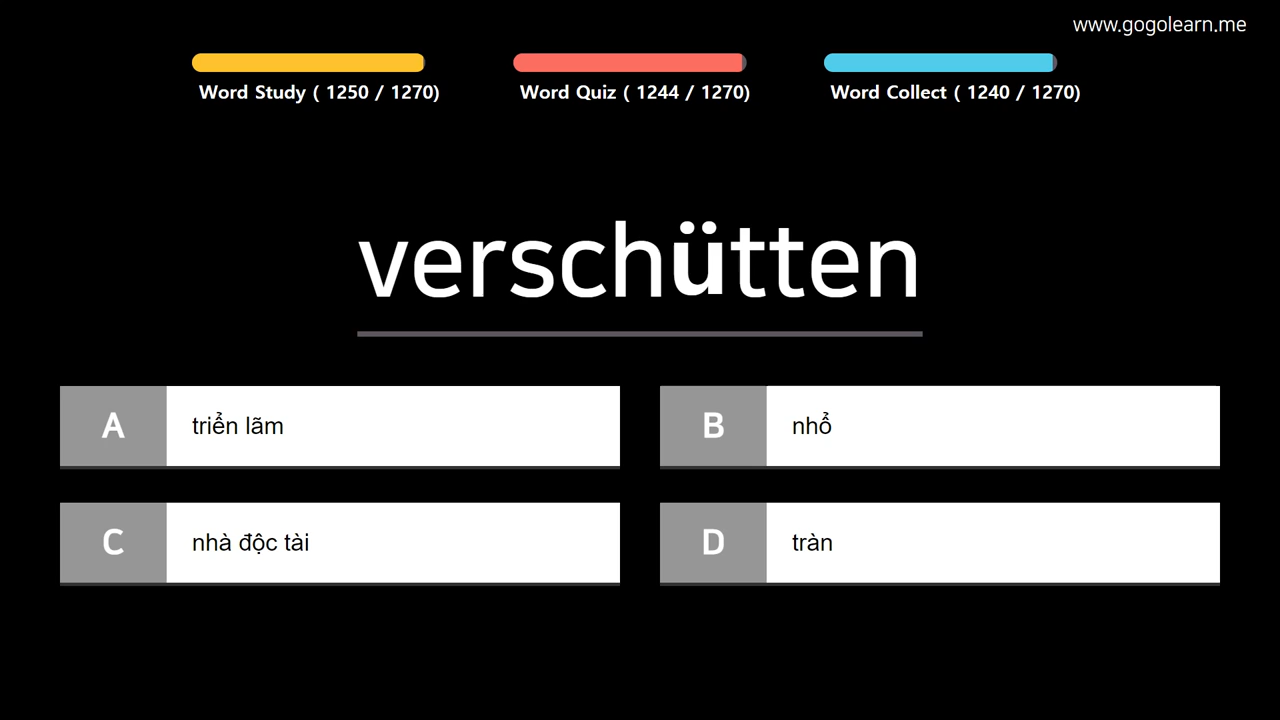 www.gogolearn.me
Word Study ( 1250 / 1270)
Word Quiz ( 1244 / 1270)
Word Collect ( 1240 / 1270)
verschütten
A triển lãm
B nhổ
C nhà độc tài
D tràn